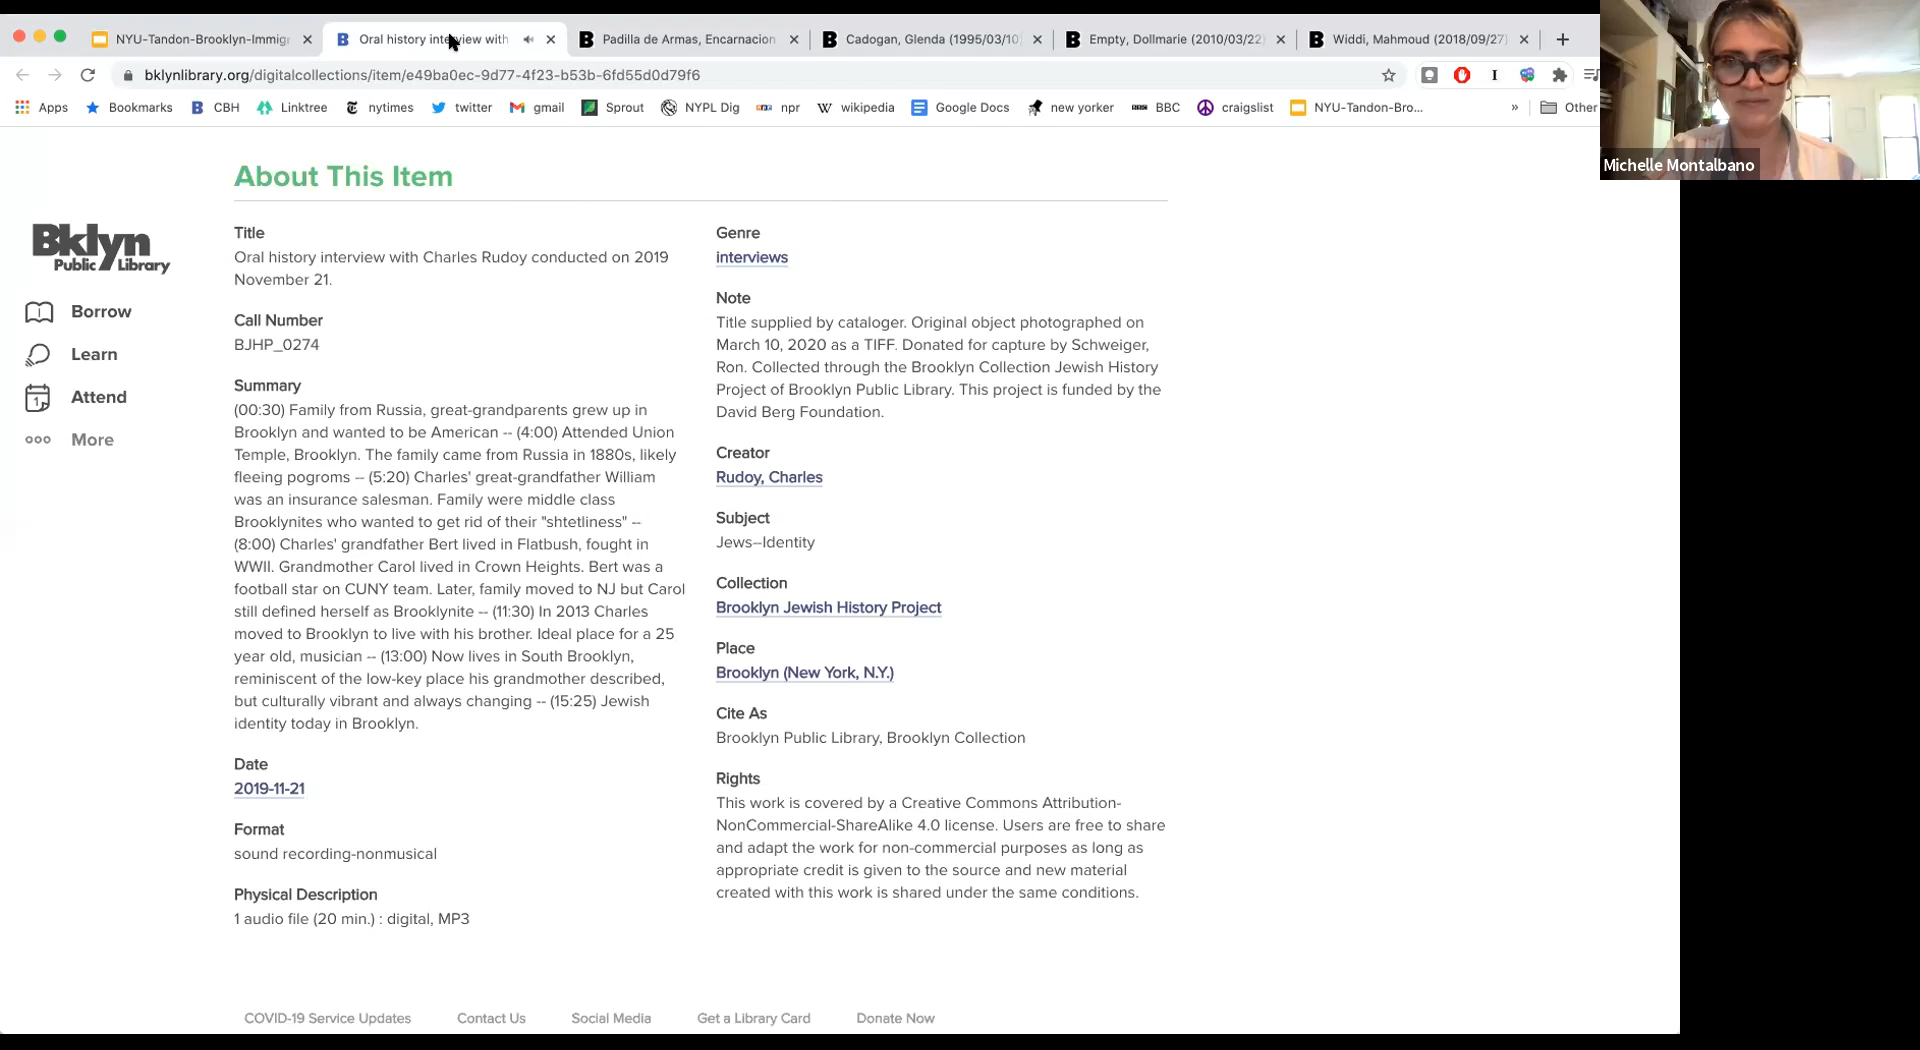 NYU-Tandon-Brooklyn-Immig
Oral history interview with
Padilla de Armas, Encarnacion
Cadogan, Glenda (1995/03/10
Empty, Dollmarie (2010/03/22)
Widdi, Mahmoud (2018/09/27)
bklynlibrary.org/digitalcollections/item/e49ba0ec-9d77-4f23-b53b-6fd55d0d79f6
Apps
Bookmarks
CBH
Linktree
nytimes
twitter
gmail
Sprout
NYPL Dig
npr
wikipedia
Google Docs
new yorker
BBC
craigslist
NYU-Tandon-Bro...
»
Other
Michelle Montalbano
Bklyn
Public Library
Borrow
Learn
Attend
More
About This Item
Title
Oral history interview with Charles Rudoy conducted on 2019
November 21.
Call Number
BJHP_0274
Summary
(00:30) Family from Russia, great-grandparents grew up in
Brooklyn and wanted to be American -- (4:00) Attended Union
Temple, Brooklyn. The family came from Russia in 1880s, likely
fleeing pogroms -- (5:20) Charles' great-grandfather William
was an insurance salesman. Family were middle class
Brooklynites who wanted to get rid of their "shtetliness" --
(8:00) Charles' grandfather Bert lived in Flatbush, fought in
WWII. Grandmother Carol lived in Crown Heights. Bert was a
football star on CUNY team. Later, family moved to NJ but Carol
still defined herself as Brooklynite -- (11:30) In 2013 Charles
moved to Brooklyn to live with his brother. Ideal place for a 25
year old, musician -- (13:00) Now lives in South Brooklyn,
reminiscent of the low-key place his grandmother described,
but culturally vibrant and always changing -- (15:25) Jewish
identity today in Brooklyn.
Date
2019-11-21
Format
sound recording-nonmusical
Physical Description
1 audio file (20 min.) : digital, MP3
Genre
interviews
Note
Title supplied by cataloger. Original object photographed on
March 10, 2020 as a TIFF. Donated for capture by Schweiger,
Ron. Collected through the Brooklyn Collection Jewish History
Project of Brooklyn Public Library. This project is funded by the
David Berg Foundation.
Creator
Rudoy, Charles
Subject
Jews--Identity
Collection
Brooklyn Jewish History Project
Place
Brooklyn (New York, N.Y.)
Cite As
Brooklyn Public Library, Brooklyn Collection
Rights
This work is covered by a Creative Commons Attribution-
NonCommercial-ShareAlike 4.0 license. Users are free to share
and adapt the work for non-commercial purposes as long as
appropriate credit is given to the source and new material
created with this work is shared under the same conditions.
COVID-19 Service Updates
Contact Us
Social Media
Get a Library Card
Donate Now